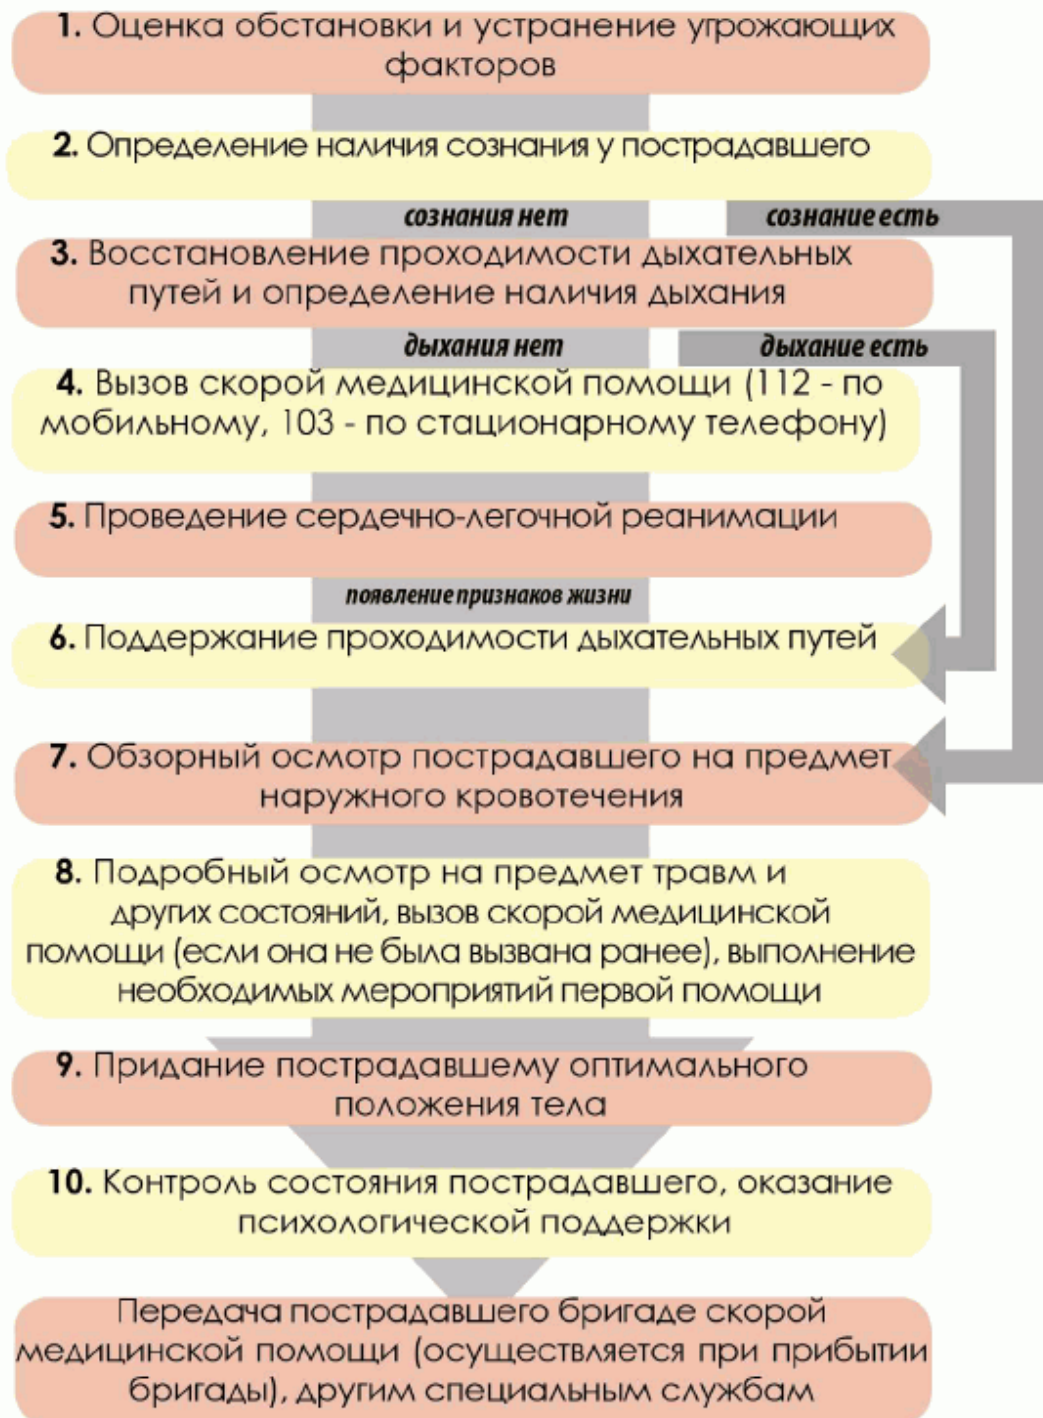 1. Оценка обстановки и устранение угрожающих
факторов
2. Определение наличия сознания у пострадавшего
сознания нет
сознание есть
3. Восстановление проходимости дыхательных
путей и определение наличия дыхания
дыхания нет
дыхание есть
4. Вызов скорой медицинской помощи (112 - по
мобильному, 103 - по стационарному телефону)
5. Проведение сердечно-легочной реанимации
появление признаков жизни
6. Поддержание проходимости дыхательных путей
7. Обзорный осмотр пострадавшего на предмет
наружного кровотечения
8. Подробный осмотр на предмет травм и
других состояний, вызов скорой медицинской
помощи (если она не была вызвана ранее), выполнение
необходимых мероприятий первой помощи
9. Придание пострадавшему оптимального
положения тела
10. Контроль состояния пострадавшего, оказание
психологической поддержки
Передача пострадавшего бригаде скорой
медицинской помощи (осуществляется при прибытии
бригады), другим специальным службам